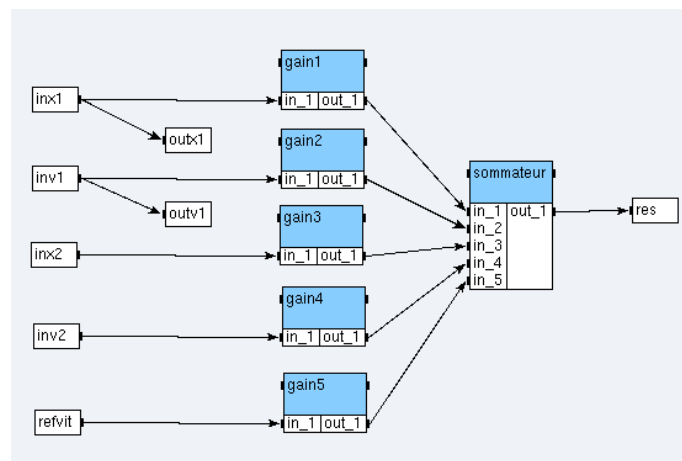 gain1
inx1
in_1 out_1
outx1
gain2
inv1
in_1 out_1
sommateur
outv1
gain3
in_1 out_1
res
in_2
inx2
in_1 out_1
in_3
in_4
in_5
gain4
inv2
in_1 out_1
gain5
refvit
in_1 out_1